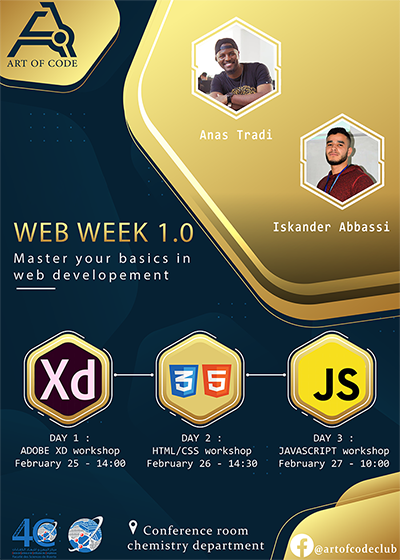 ART OF CODE
Anas Tradi
Iskander Abbassi
WEB WEEK 1.0
Master your basics in
web developement
Xd
3 5
JS
DAY 1 :
ADOBE XD workshop
February 25 - 14:00
DAY 2 :
HTML/CSS workshop
February 26 - 14:30
DAY 3 :
JAVASCRIPT workshop
February 27 - 10:00
4C
Conference room
chemistry department
@artofcodeclub